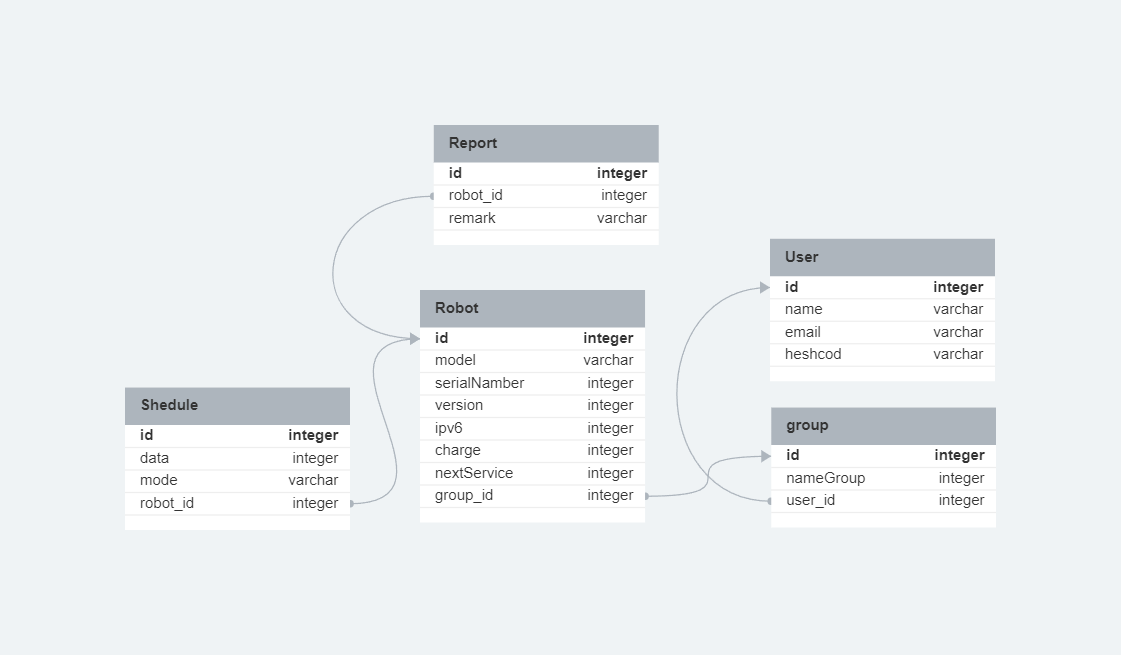 Report
id integer
robot_id integer
remark varchar
User
id integer
name varchar
email varchar
heshcod varchar
Robot
id integer
model varchar
serialNamber integer
version integer
ipv6 integer
charge integer
nextService integer
group_id integer
Shedule
id integer
data integer
mode varchar
robot_id integer
group
id integer
nameGroup integer
user_id integer